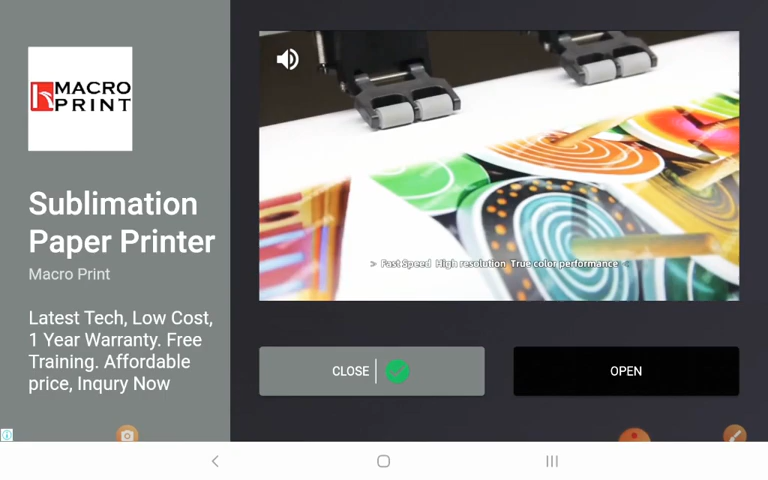 MACRO
PRINT
Sublimation
Paper Printer
Macro Print
Latest Tech, Low Cost,
1 Year Warranty. Free
Training. Affordable
price, Inqury Now
> Fast Speed High resolution True color performance <
CLOSE
OPEN